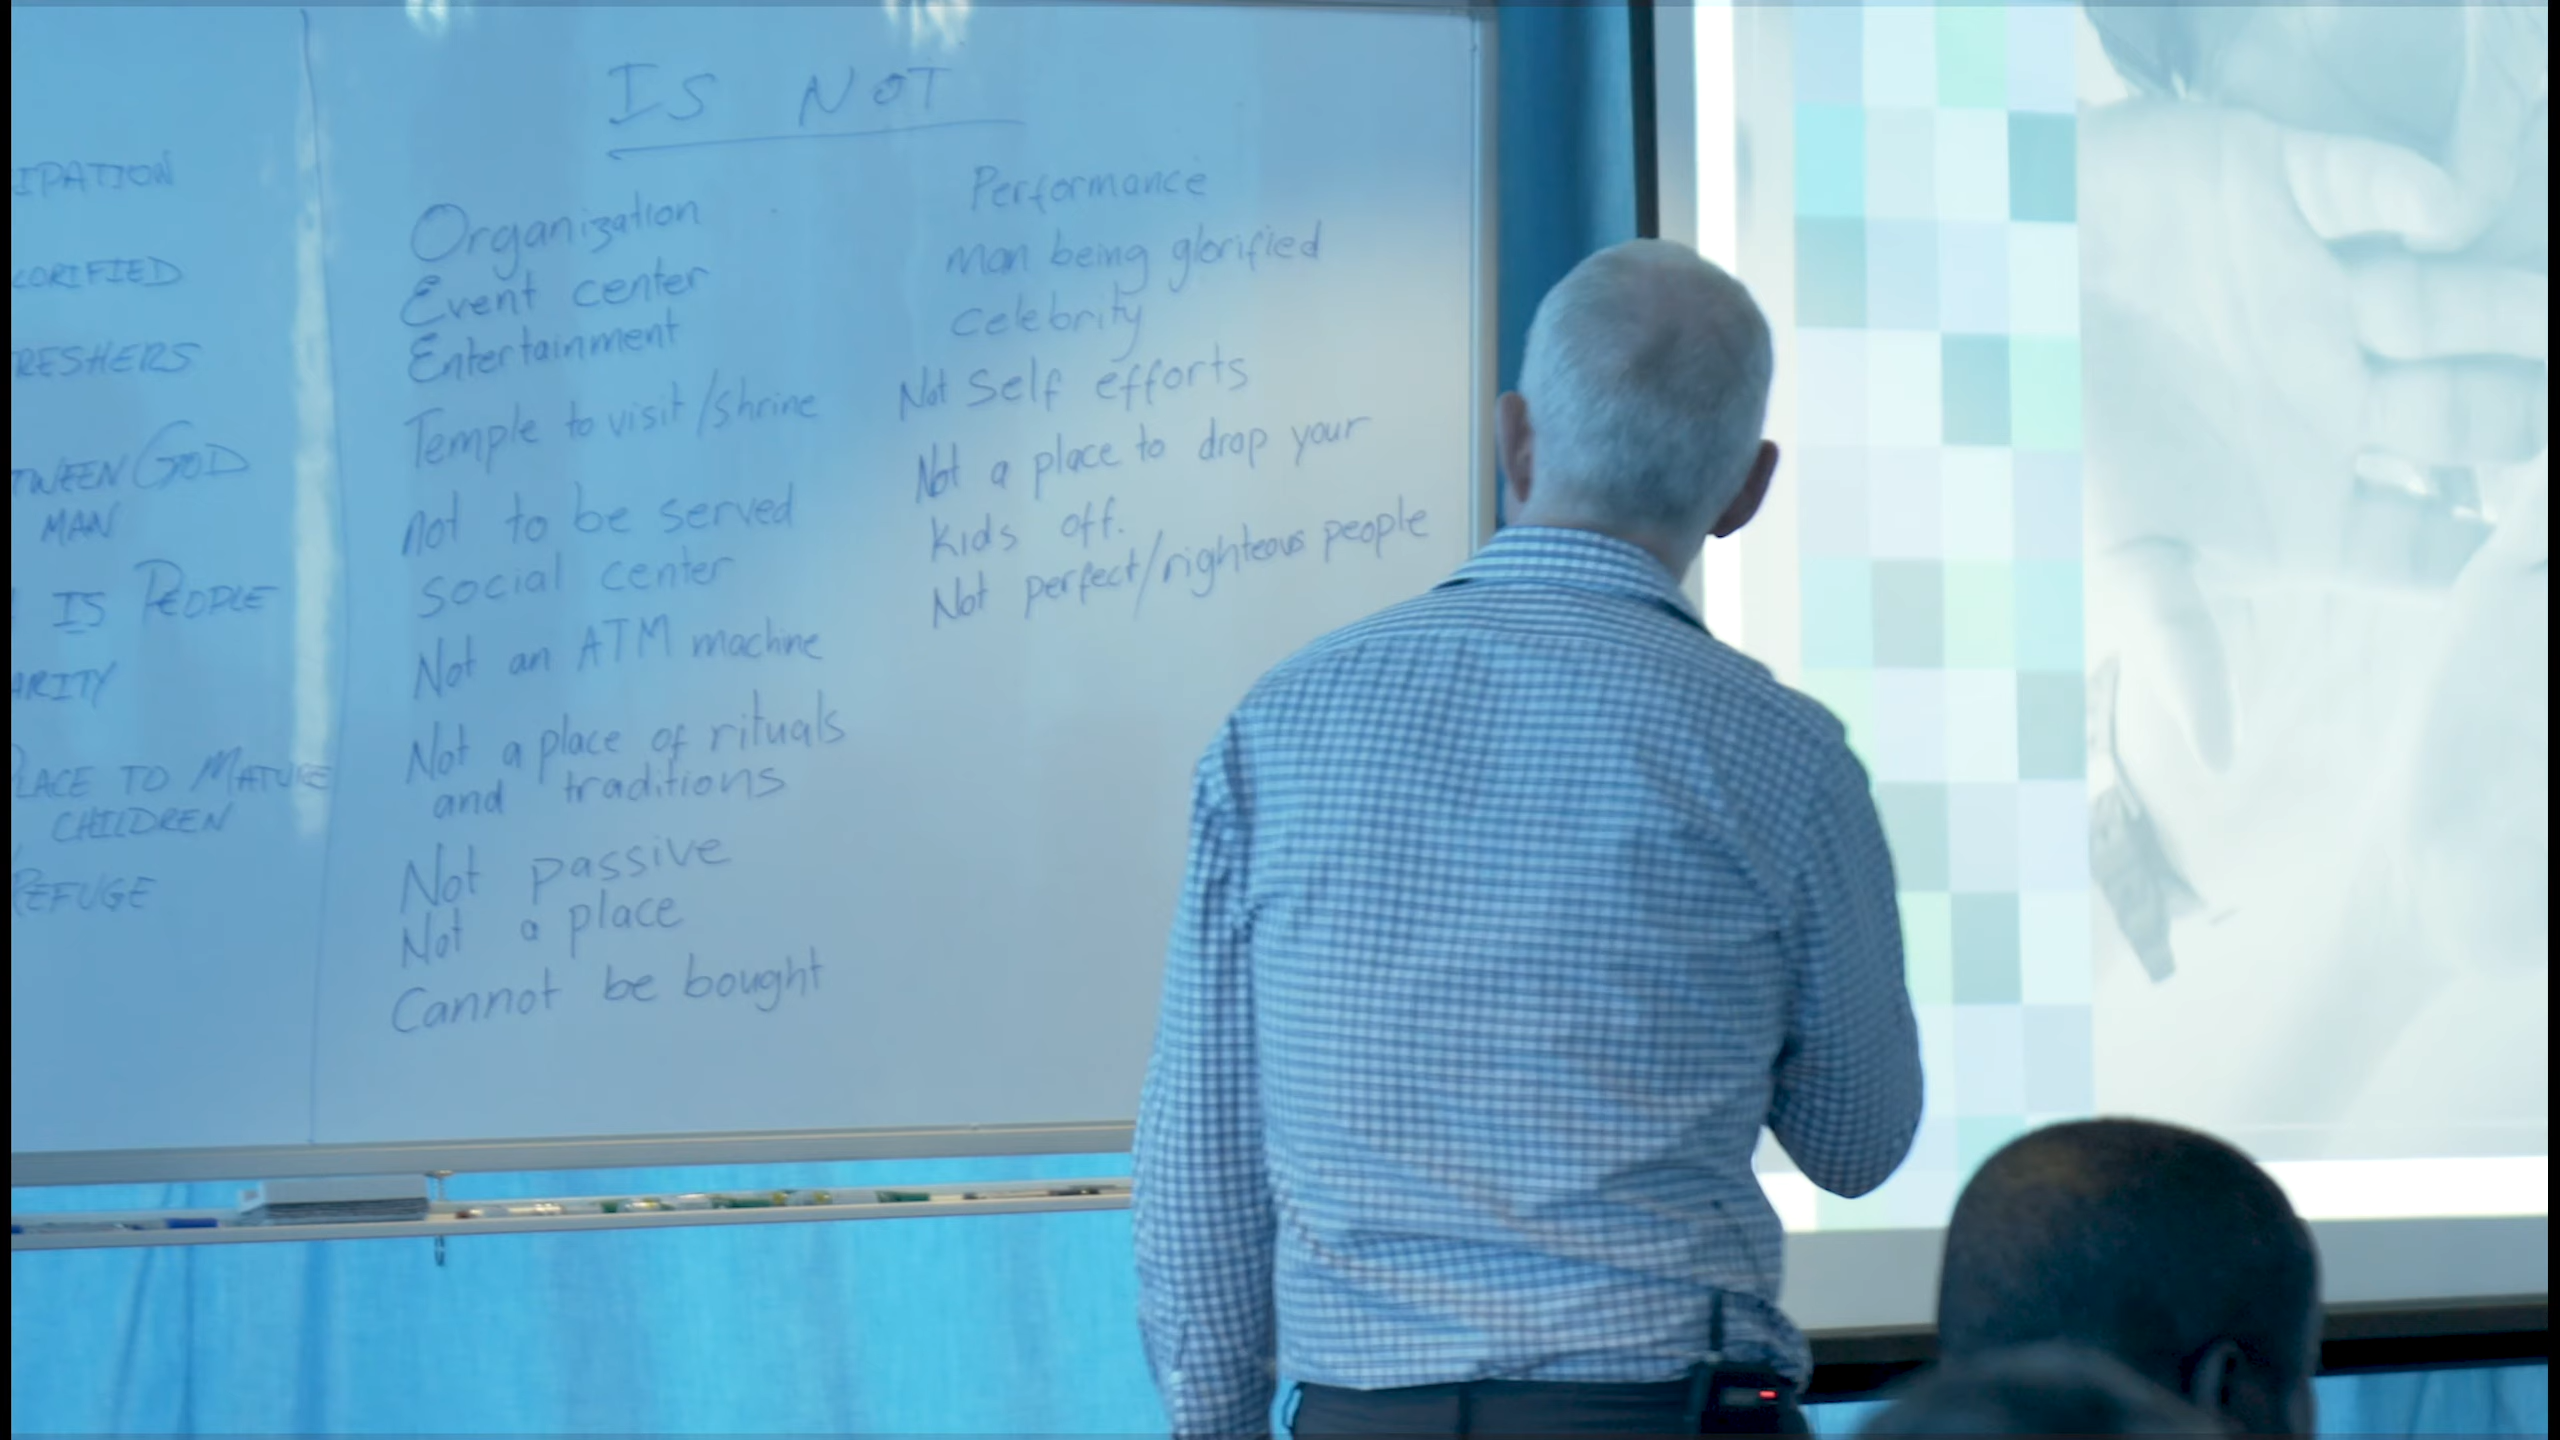 IS NOT
IPATION
LORIFIED
RESHERS
TWEEN GOD
MAN
IS PEOPLE
ARITY
PLACE TO MATURE
CHILDREN
REFUGE
Organization
Event center
Entertainment
Temple to visit/shrine
not to be served
social center
Not an ATM machine
Not a place of rituals
and traditions
Not passive
Not a place
Cannot be bought
Performance
man being glorified
celebrity
Not Self efforts
Not a place to drop your
kids off.
Not perfect/righteous people